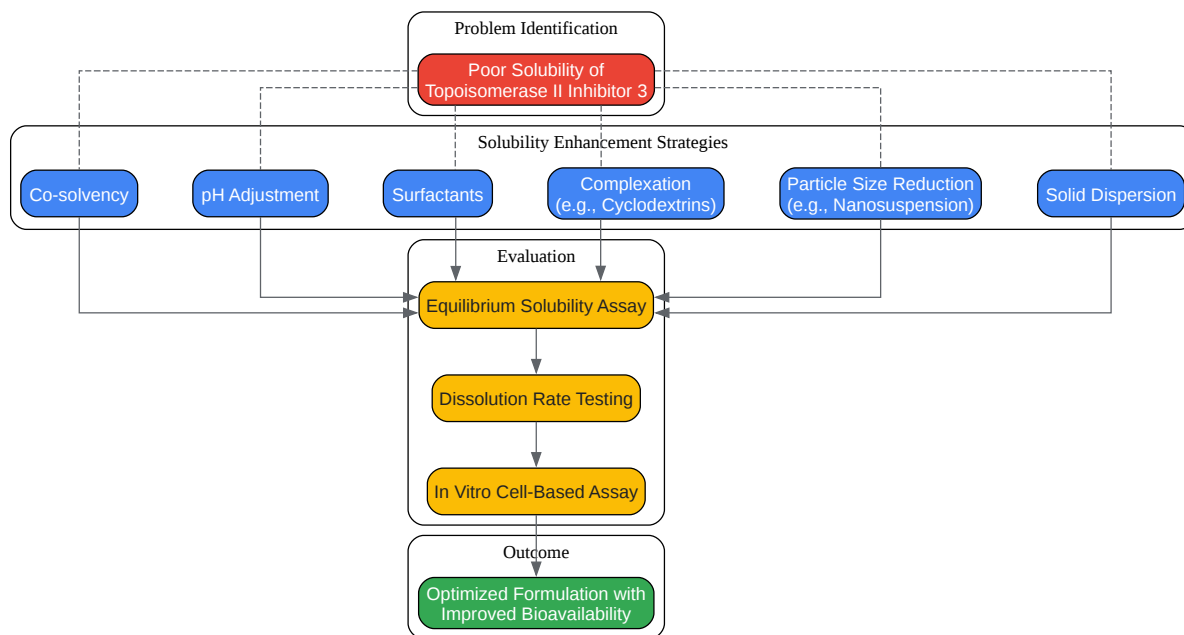 Problem Identification
Poor Solubility of
Topoisomerase II Inhibitor 3
Solubility Enhancement Strategies
Co-solvency
pH Adjustment
Surfactants
Complexation
(e.g., Cyclodextrins)
Particle Size Reduction
(e.g., Nanosuspension)
Solid Dispersion
Evaluation
Equilibrium Solubility Assay
Dissolution Rate Testing
In Vitro Cell-Based Assay
Outcome
Optimized Formulation with
Improved Bioavailability